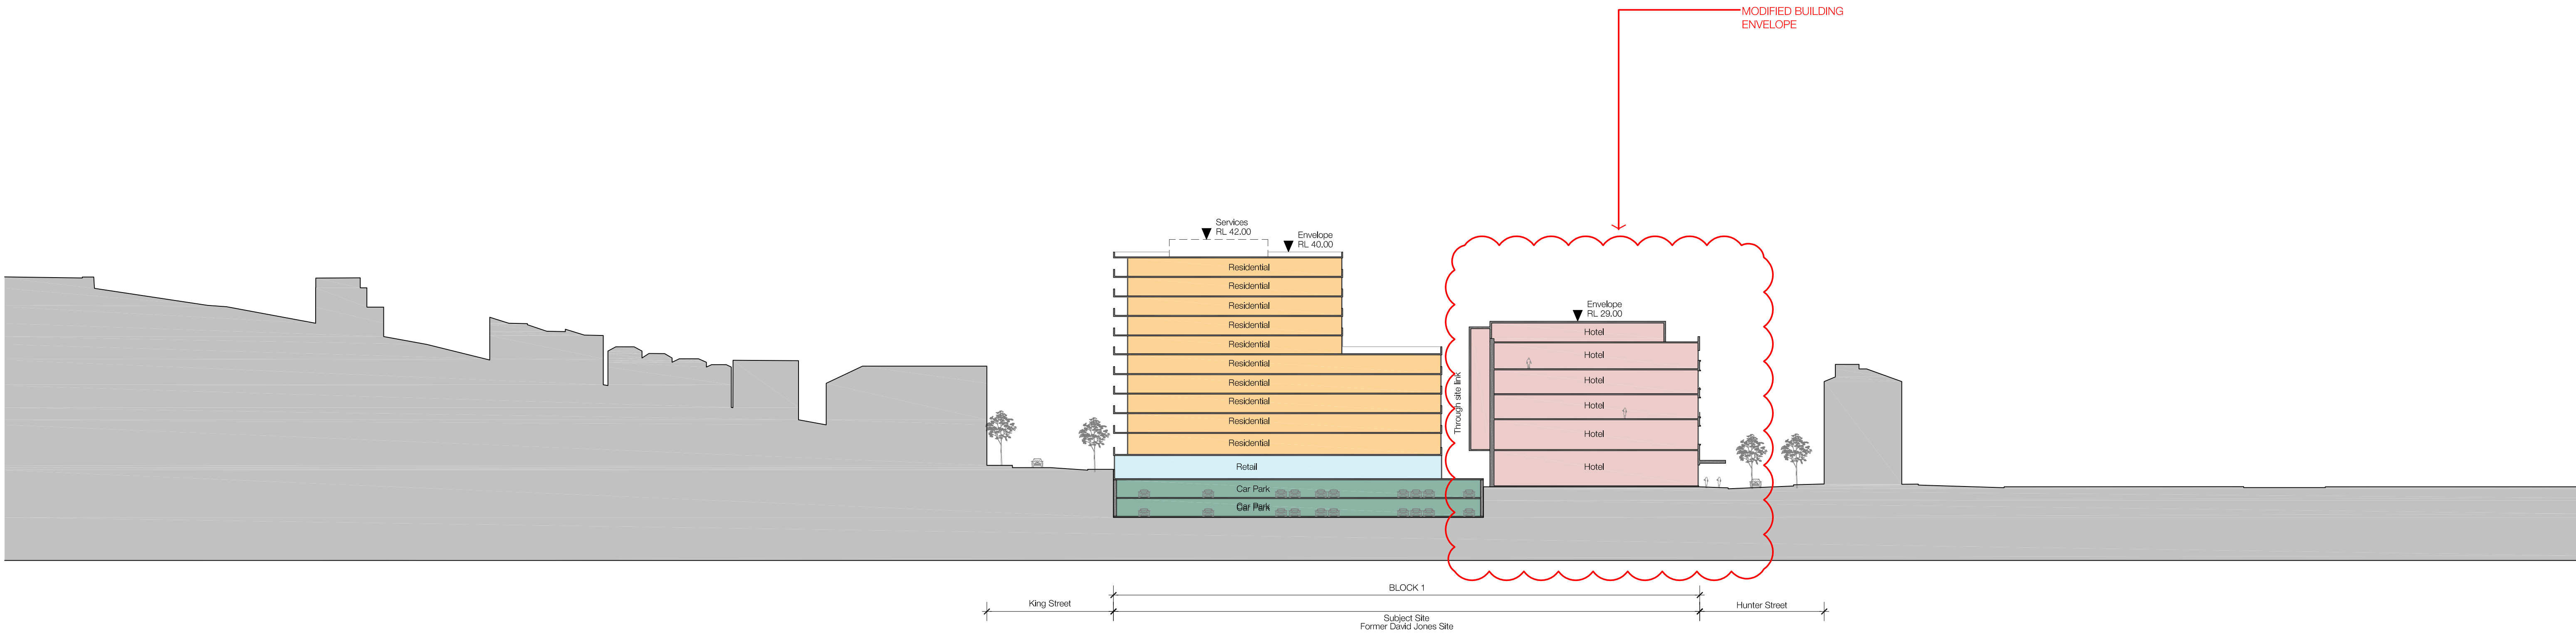 MODIFIED BUILDING
ENVELOPE
Services
RL 42.00
Envelope
RL 40.00
Residential
Residential
Residential
Residential
Residential
Residential
Residential
Residential
Residential
Residential
Retail
Car Park
Car Park
Through site link
Envelope
RL 29.00
Hotel
Hotel
Hotel
Hotel
Hotel
Hotel
BLOCK 1
King Street
Subject Site
Former David Jones Site
Hunter Street